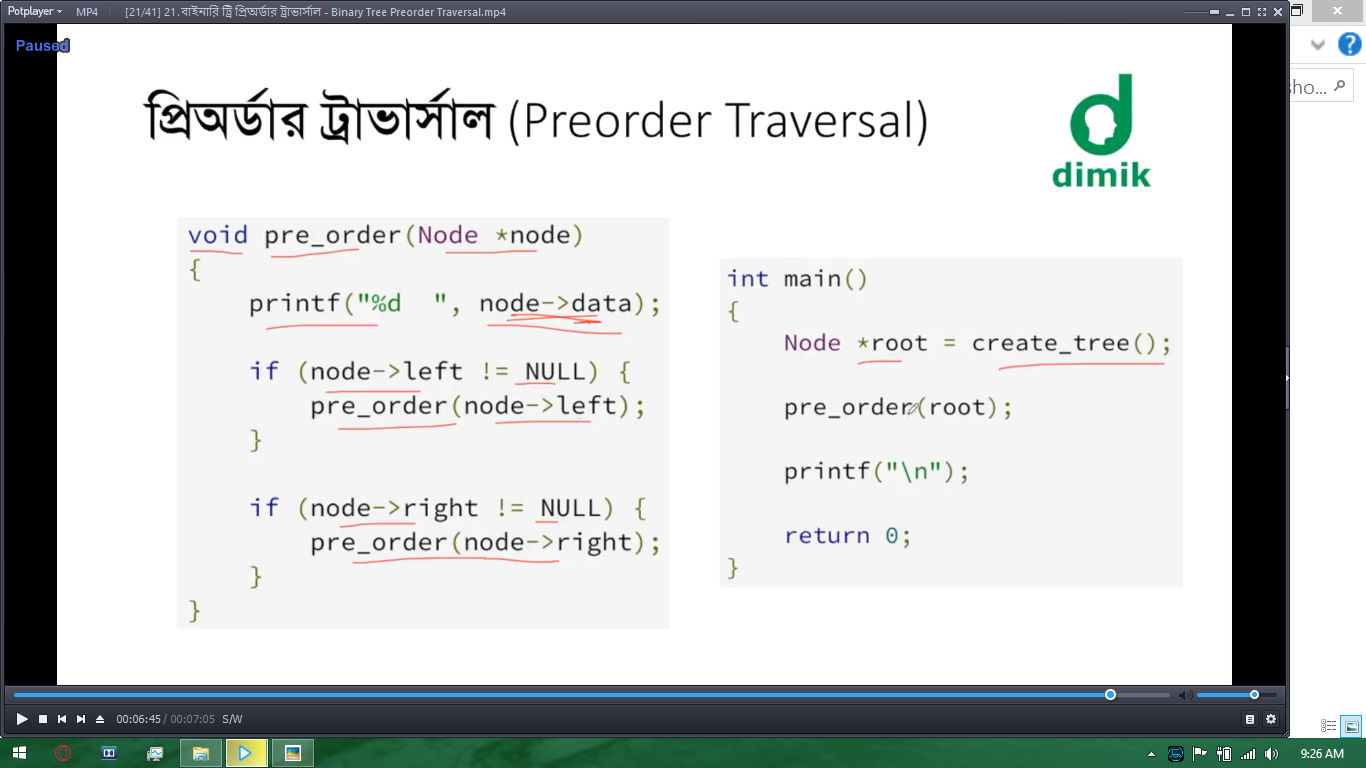 Potplayer MP4 [21/41] 21. বাইনারি ট্রি প্রিঅর্ডার ট্রাভার্সাল - Binary Tree Preorder Traversal.mp4
Paused
sho...
প্রিঅর্ডার ট্রাভার্সাল (Preorder Traversal)
dimik
void pre_order(Node *node)
{
printf("%d  ", node->data);
if (node->left != NULL) {
pre_order(node->left);
}
if (node->right != NULL) {
pre_order(node->right);
}
}
int main()
{
Node *root = create_tree();
pre_order(root);
printf("\n");
return 0;
}
00:06:45 / 00:07:05 S/W
9:26 AM